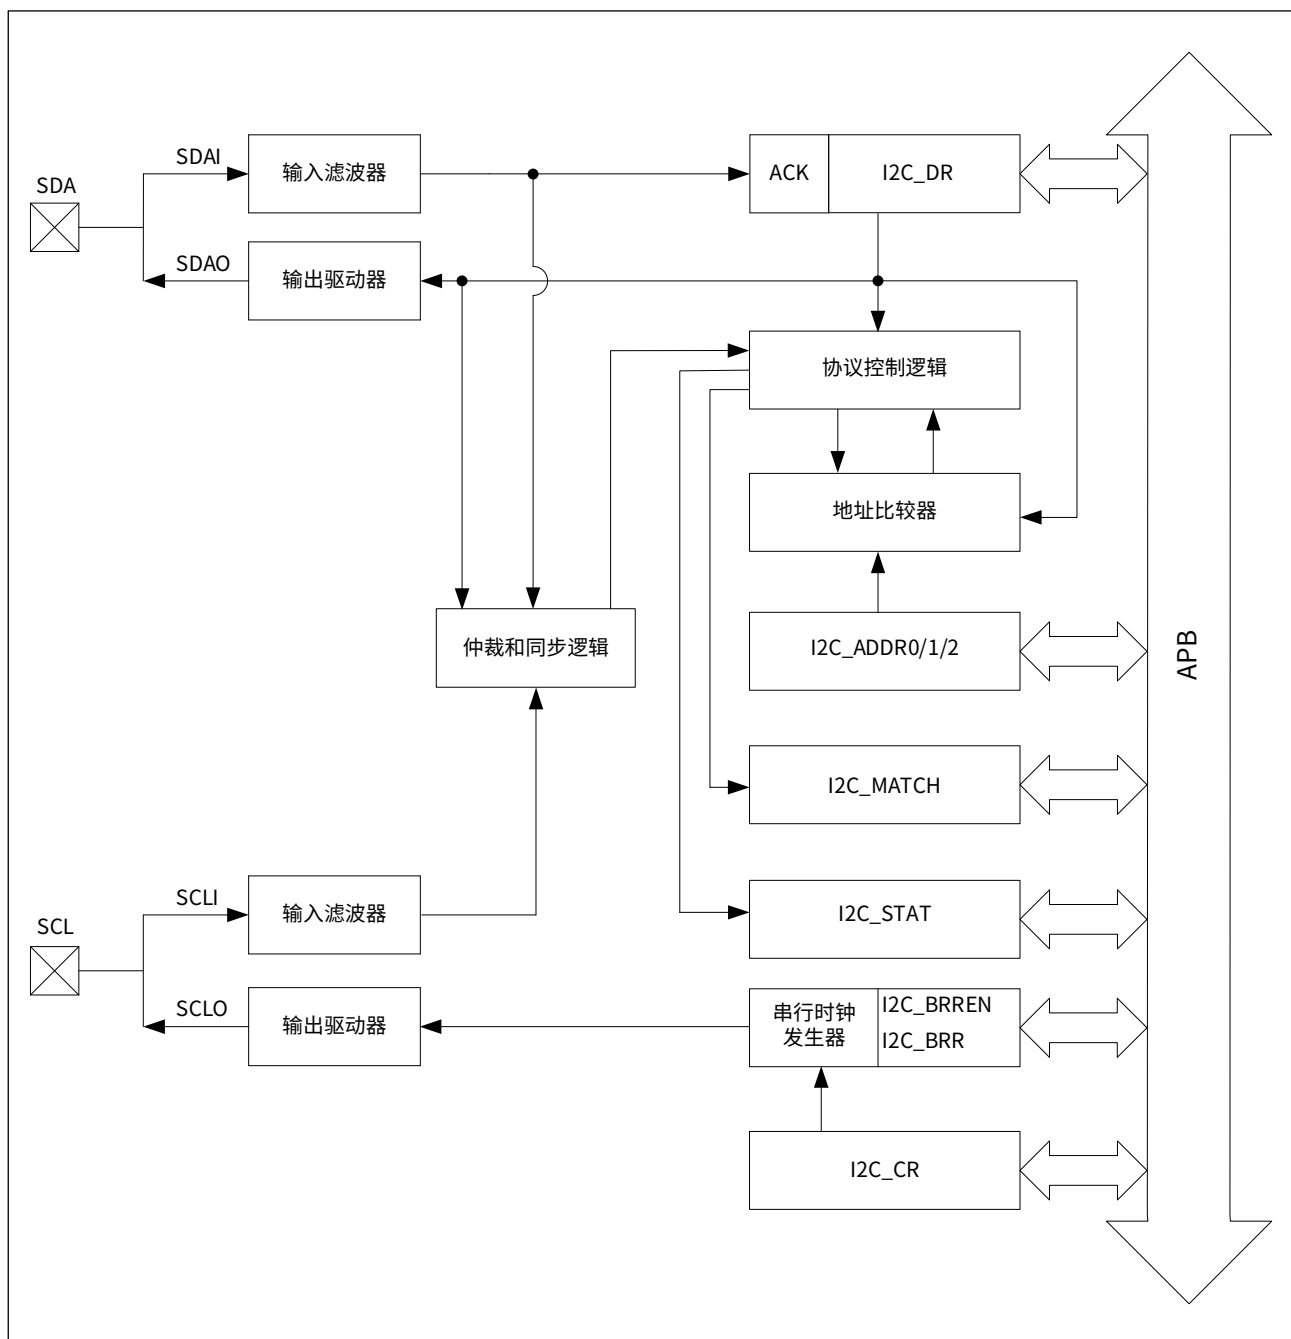 SDA
SDAI
输入滤波器
SDAO
输出驱动器
ACK
I2C_DR
协议控制逻辑
地址比较器
仲裁和同步逻辑
I2C_ADDR0/1/2
APB
I2C_MATCH
SCL
SCLI
输入滤波器
I2C_STAT
SCLO
输出驱动器
串行时钟
发生器
I2C_BRREN
I2C_BRR
I2C_CR